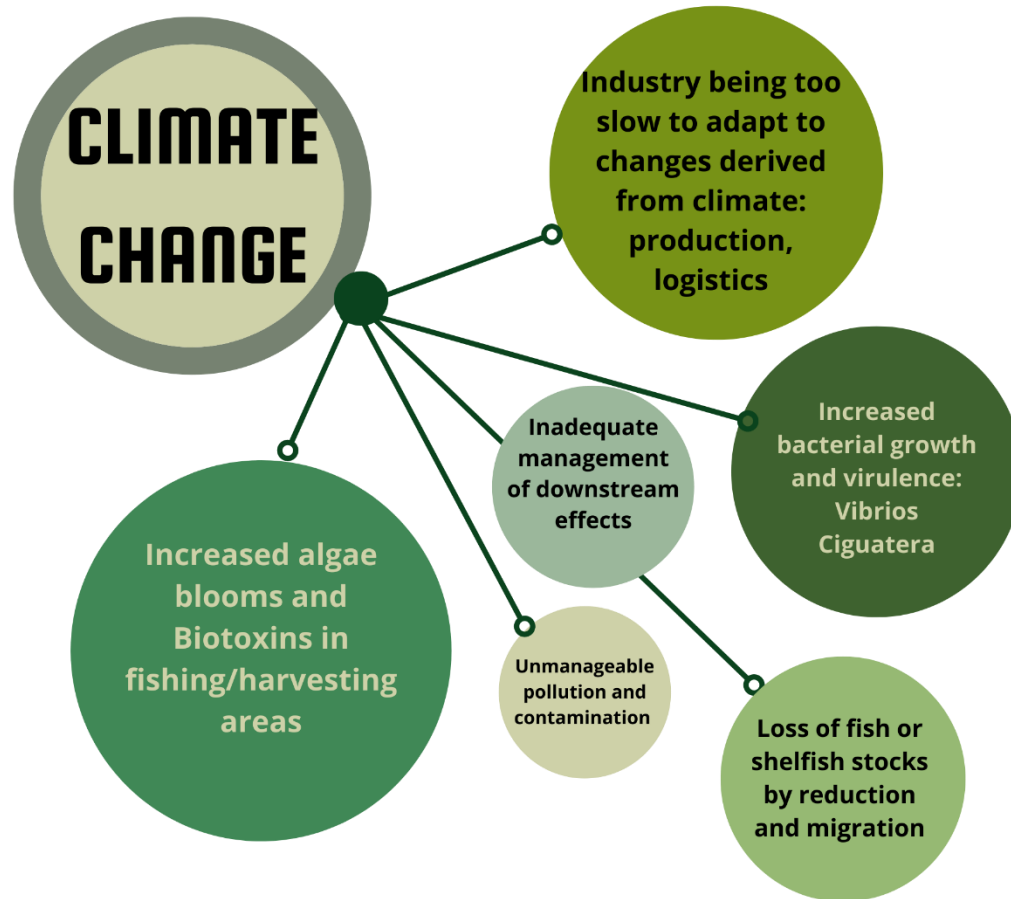 CLIMATE
CHANGE
Industry being too
slow to adapt to
changes derived
from climate:
production,
logistics
Increased
bacterial growth
and virulence:
Vibrios
Ciguatera
Inadequate
management
of downstream
effects
Increased algae
blooms and
Biotoxins in
fishing/harvesting
areas
Unmanageable
pollution and
contamination
Loss of fish or
shelfish stocks
by reduction
and migration